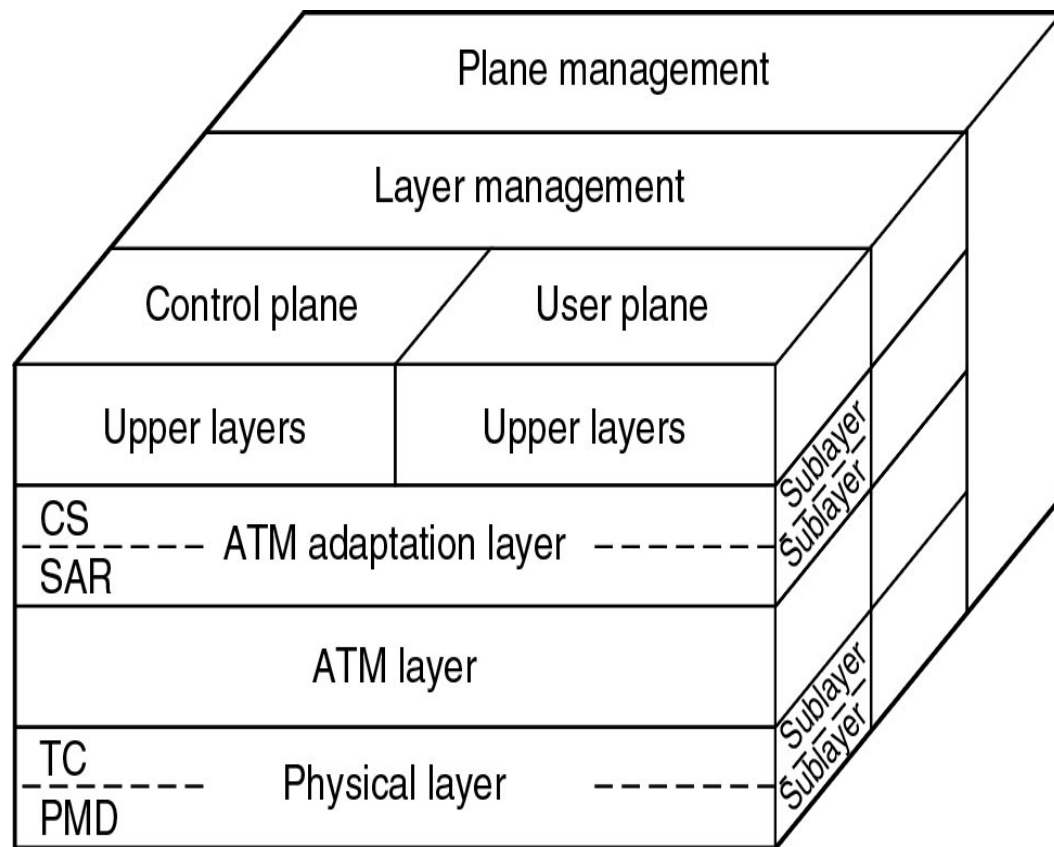 Plane management
Layer management
Control plane
User plane
Upper layers
Upper layers
CS
SAR
ATM adaptation layer
Sublayer
Sublayer
ATM layer
TC
PMD
Physical layer
Sublayer
Sublayer